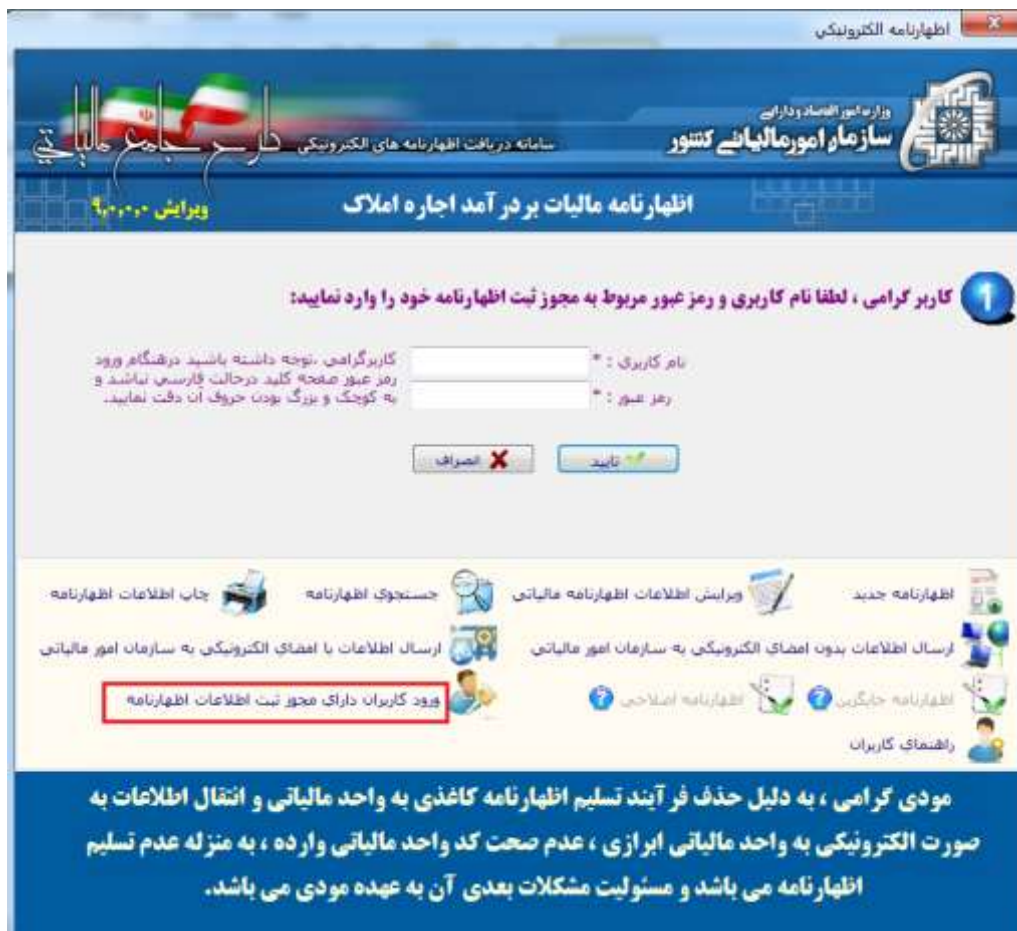 اظهارنامه الکترونیکی
وزارت امور اقتصاد و دارایی
سازمان امور مالیاتی کشور
سامانه دریافت اظهارنامه های الکترونیکی
طرح جامع مالیاتی
اظهارنامه مالیات بر درآمد اجاره املاک
ویرایش ۹,۰,۰,۰
1
کاربر گرامی ، لطفا نام کاربری و رمز عبور مربوط به مجوز ثبت اظهارنامه خود را وارد نمایید:
نام کاربری : *
رمز عبور : *
کاربرگرامی ،توجه داشته باشید درهنگام ورود
رمز عبور صفحه کلید درحالت فارسی نباشد و
به کوچک و بزرگ بودن حروف آن دقت نمایید.
تایید
انصراف
اظهارنامه جدید
ویرایش اطلاعات اظهارنامه مالیاتی
جستجوی اظهارنامه
چاپ اطلاعات اظهارنامه
ارسال اطلاعات بدون امضای الکترونیکی به سازمان امور مالیاتی
ارسال اطلاعات با امضای الکترونیکی به سازمان امور مالیاتی
اظهارنامه جایگزین ?
اظهارنامه اصلاحی ?
ورود کاربران دارای مجوز ثبت اطلاعات اظهارنامه
راهنمای کاربران
مودی گرامی ، به دلیل حذف فرآیند تسلیم اظهارنامه کاغذی به واحد مالیاتی و انتقال اطلاعات به
صورت الکترونیکی به واحد مالیاتی ابرازی ، عدم صحت کد واحد مالیاتی وارده ، به منزله عدم تسلیم
اظهارنامه می باشد و مسئولیت مشکلات بعدی آن به عهده مودی می باشد.